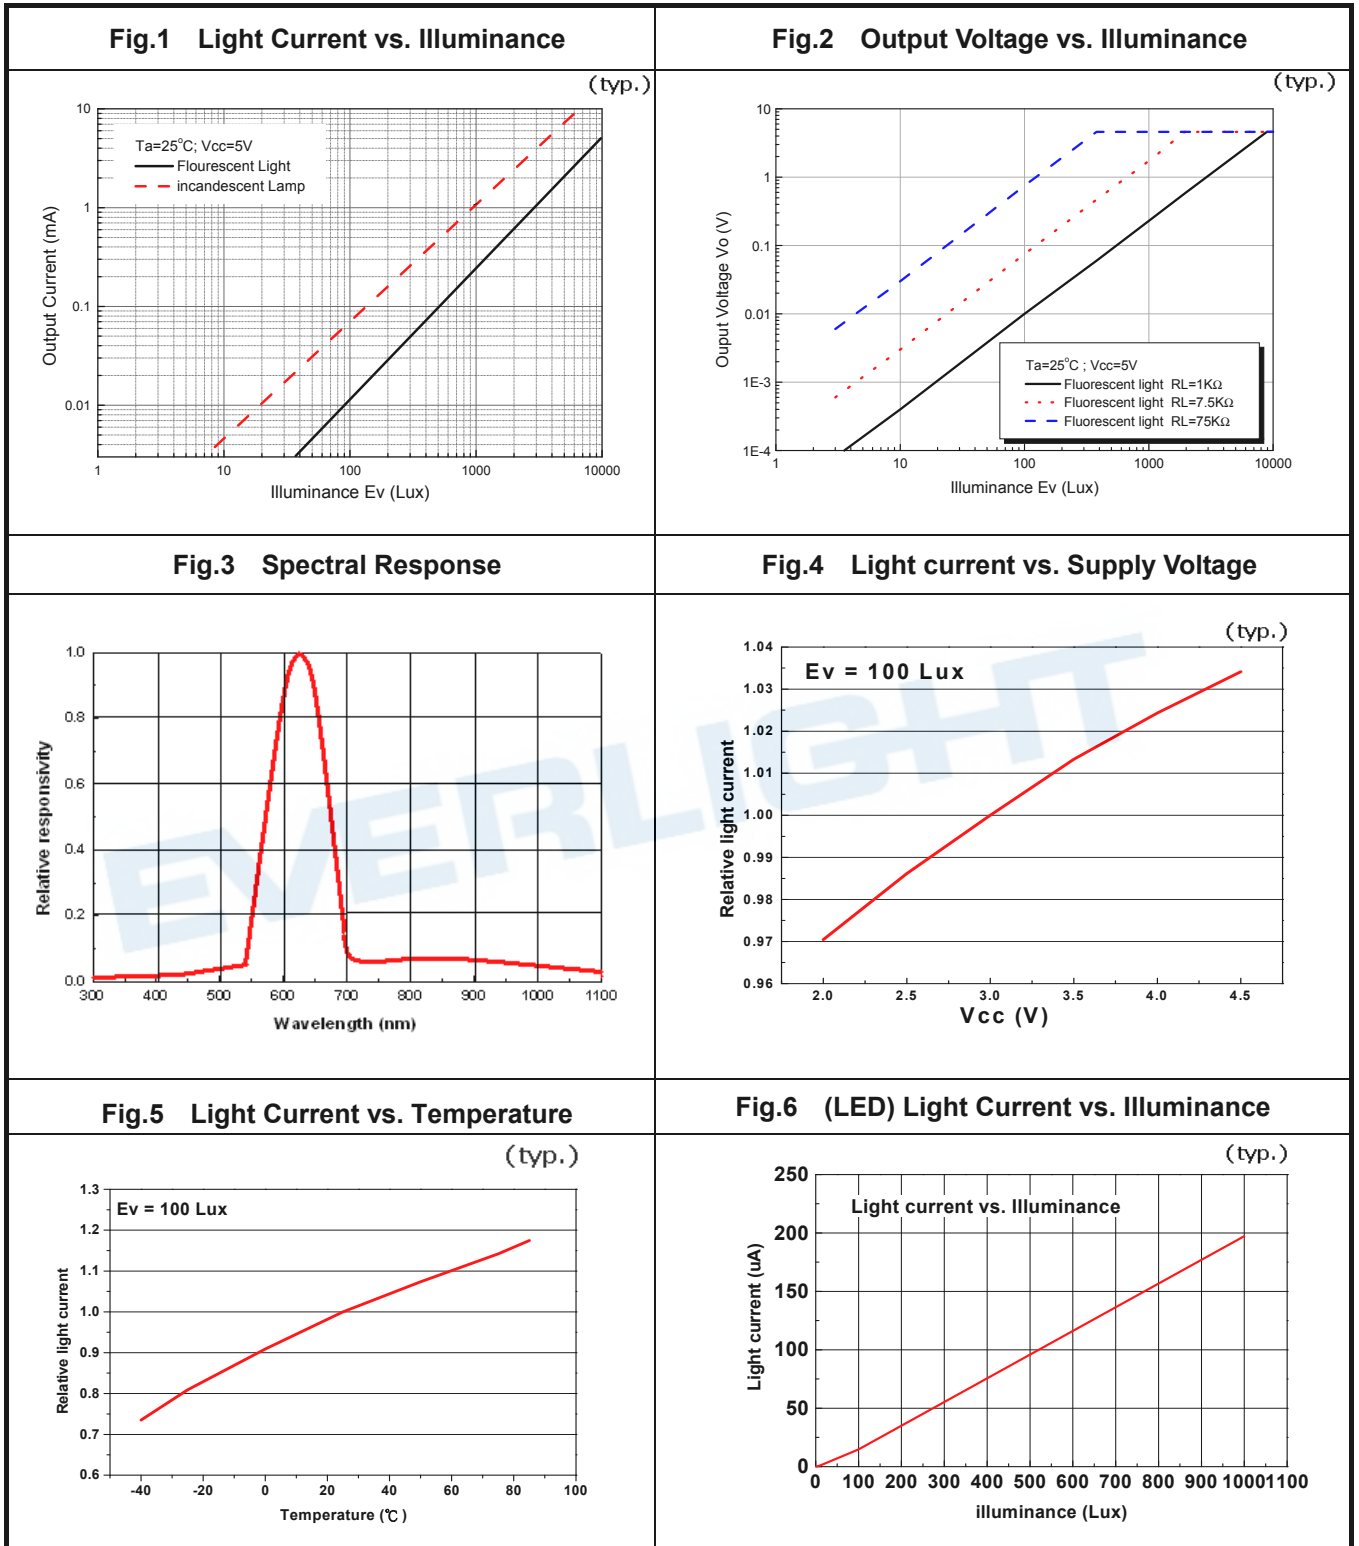 Fig.1 Light Current vs. Illuminance
(typ.)
10
1
0.1
0.01
Output Current (mA)
Ta=25°C; Vcc=5V
Flourescent Light
incandescent Lamp
1 10 100 1000 10000
Illuminance Ev (Lux)
Fig.2 Output Voltage vs. Illuminance
(typ.)
10
1
0.1
0.01
1E-3
1E-4
Ouput Voltage Vo (V)
Ta=25°C ; Vcc=5V
Fluorescent light RL=1KΩ
Fluorescent light RL=7.5KΩ
Fluorescent light RL=75KΩ
1 10 100 1000 10000
Illuminance Ev (Lux)
Fig.3 Spectral Response
1.0
0.8
0.6
0.4
0.2
0.0
Relative responsivity
300 400 500 600 700 800 900 1000 1100
Wavelength (nm)
Fig.4 Light current vs. Supply Voltage
(typ.)
Ev = 100 Lux
1.04
1.03
1.02
1.01
1.00
0.99
0.98
0.97
0.96
Relative light current
2.0 2.5 3.0 3.5 4.0 4.5
Vcc (V)
EVERLIGHT
Fig.5 Light Current vs. Temperature
(typ.)
Ev = 100 Lux
1.3
1.2
1.1
1.0
0.9
0.8
0.7
0.6
Relative light current
-40 -20 0 20 40 60 80 100
Temperature (℃)
Fig.6 (LED) Light Current vs. Illuminance
(typ.)
Light current vs. Illuminance
250
200
150
100
50
0
Light current (uA)
0 100 200 300 400 500 600 700 800 900 1000 1100
illuminance (Lux)